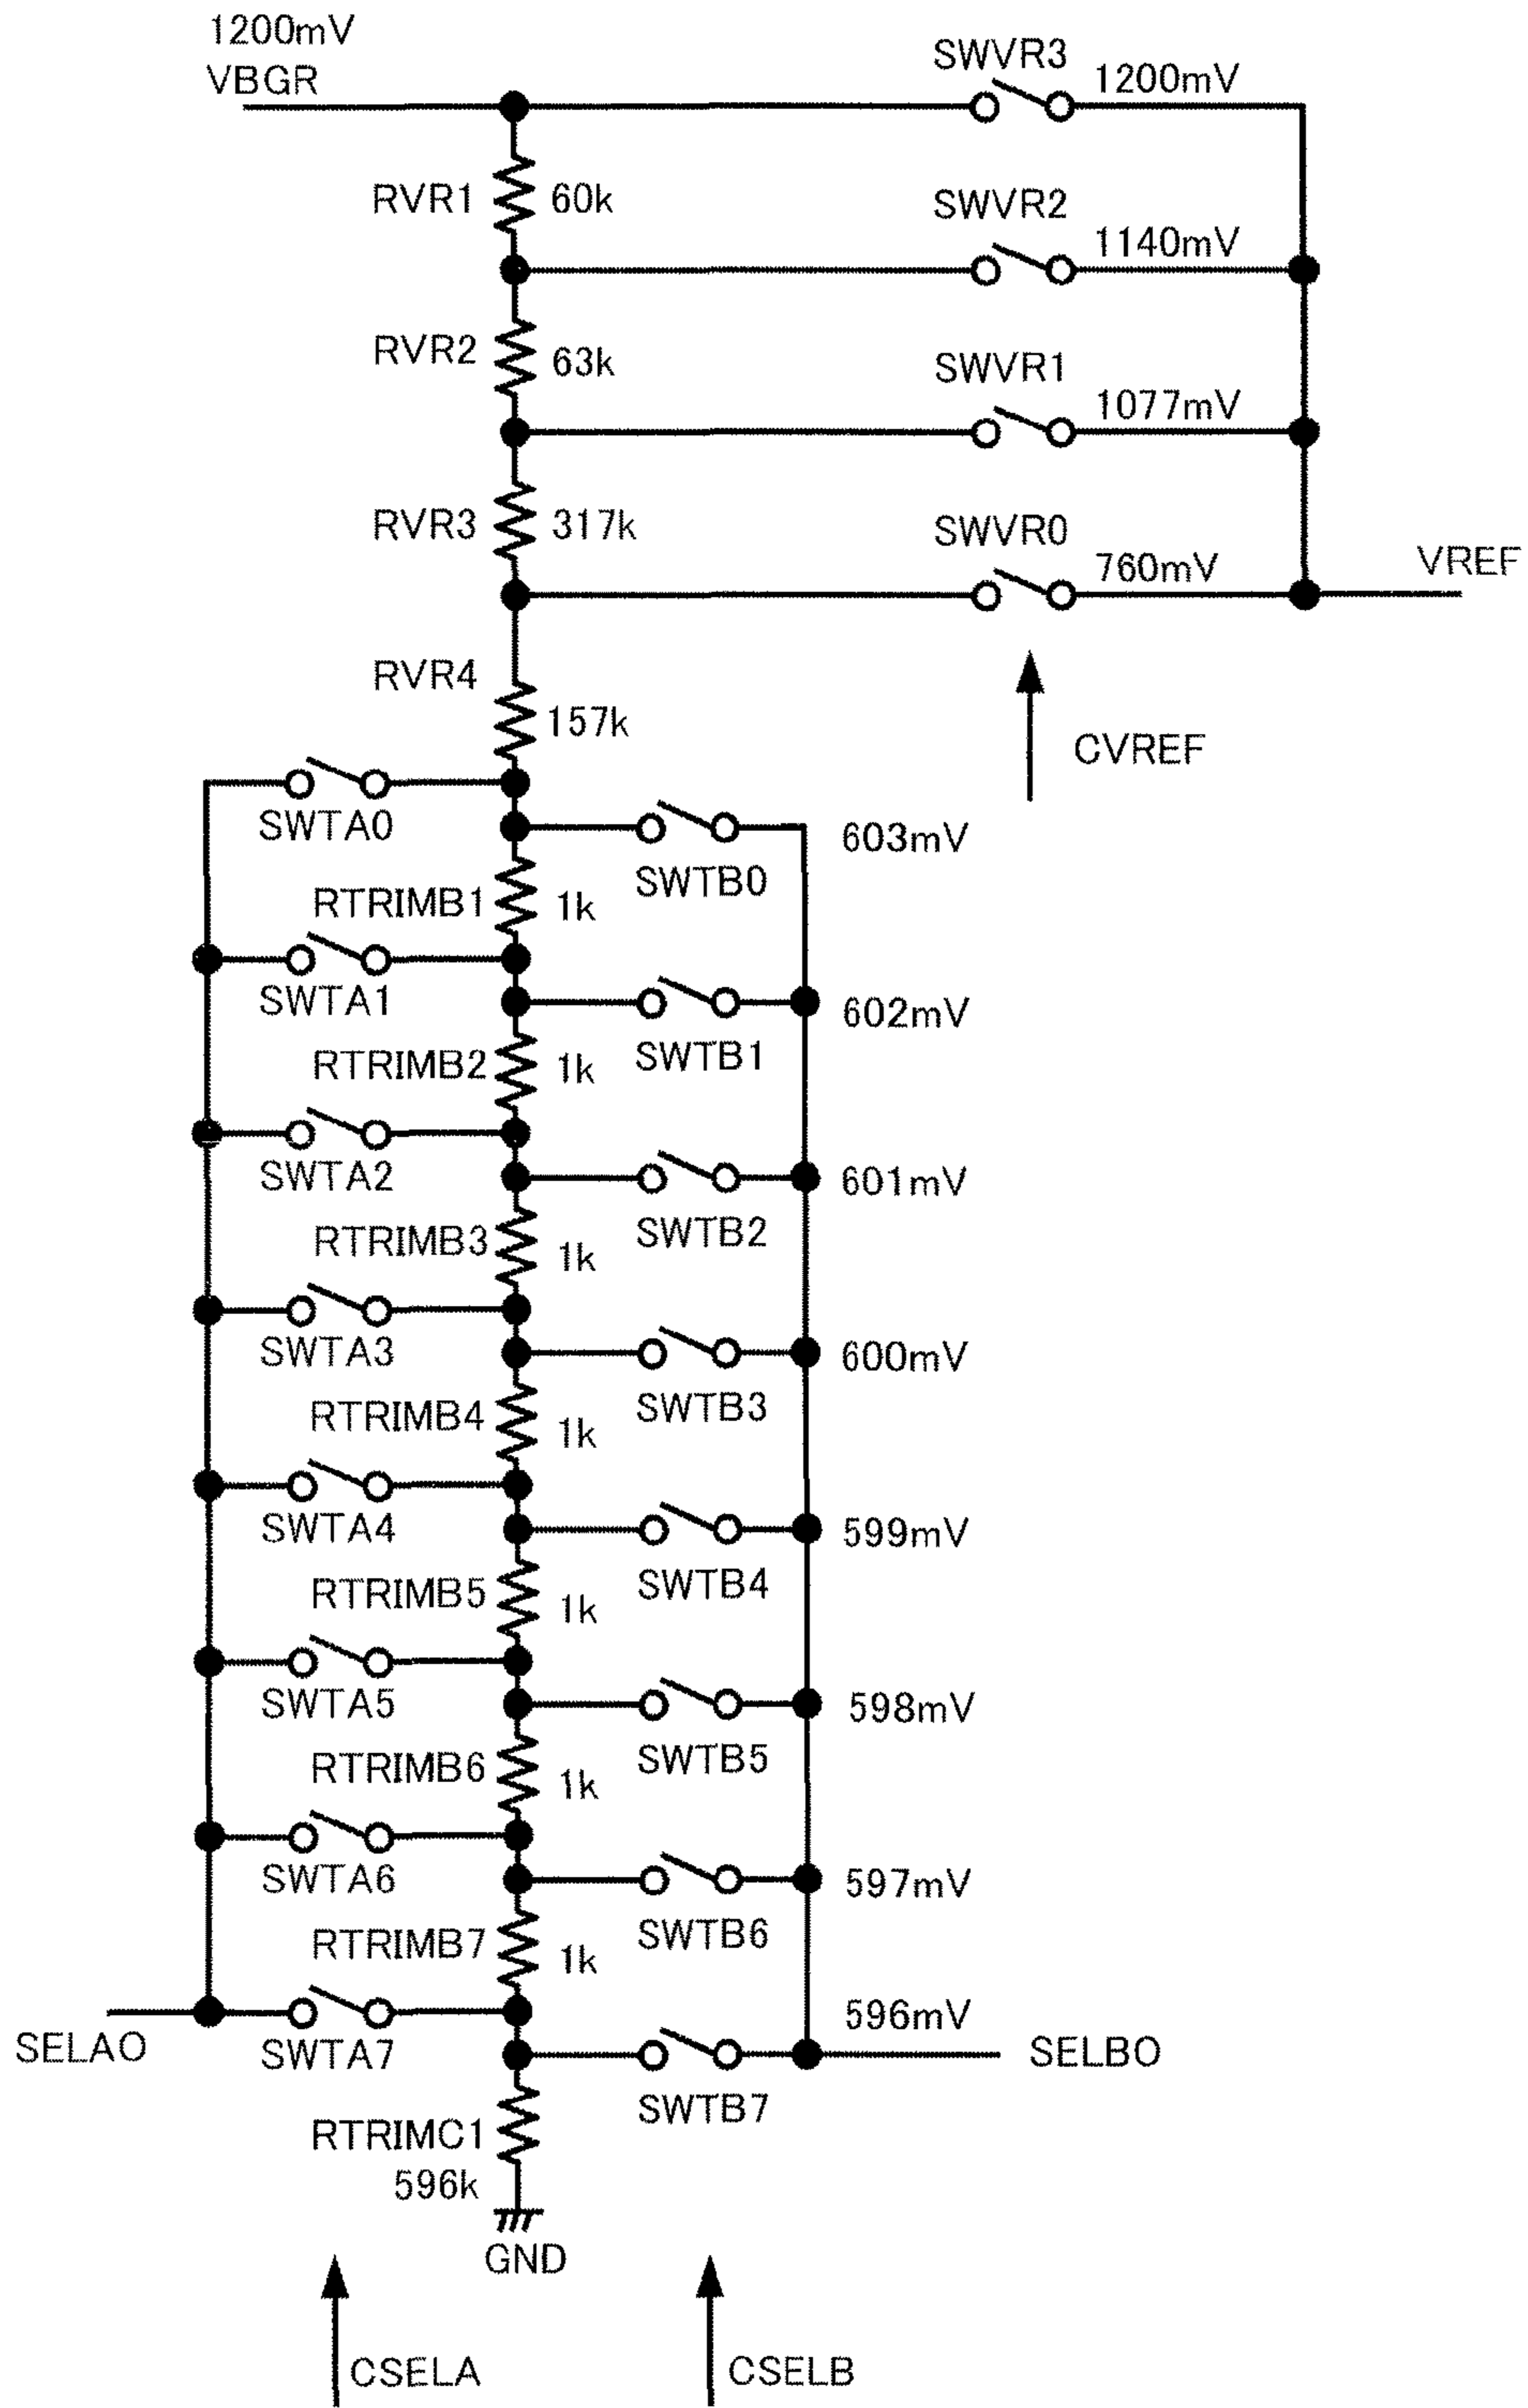 1200mV
VBGR
SWVR3
1200mV
RVR1
60k
SWVR2
1140mV
RVR2
63k
SWVR1
1077mV
RVR3
317k
SWVR0
760mV
VREF
RVR4
157k
CVREF
SWTA0
603mV
SWTB0
RTRIMB1
1k
SWTA1
602mV
SWTB1
RTRIMB2
1k
SWTA2
601mV
SWTB2
RTRIMB3
1k
SWTA3
600mV
SWTB3
RTRIMB4
1k
SWTA4
599mV
SWTB4
RTRIMB5
1k
SWTA5
598mV
SWTB5
RTRIMB6
1k
SWTA6
597mV
SWTB6
RTRIMB7
1k
596mV
SELAO
SWTA7
SELBO
SWTB7
RTRIMC1
596k
GND
CSELA
CSELB